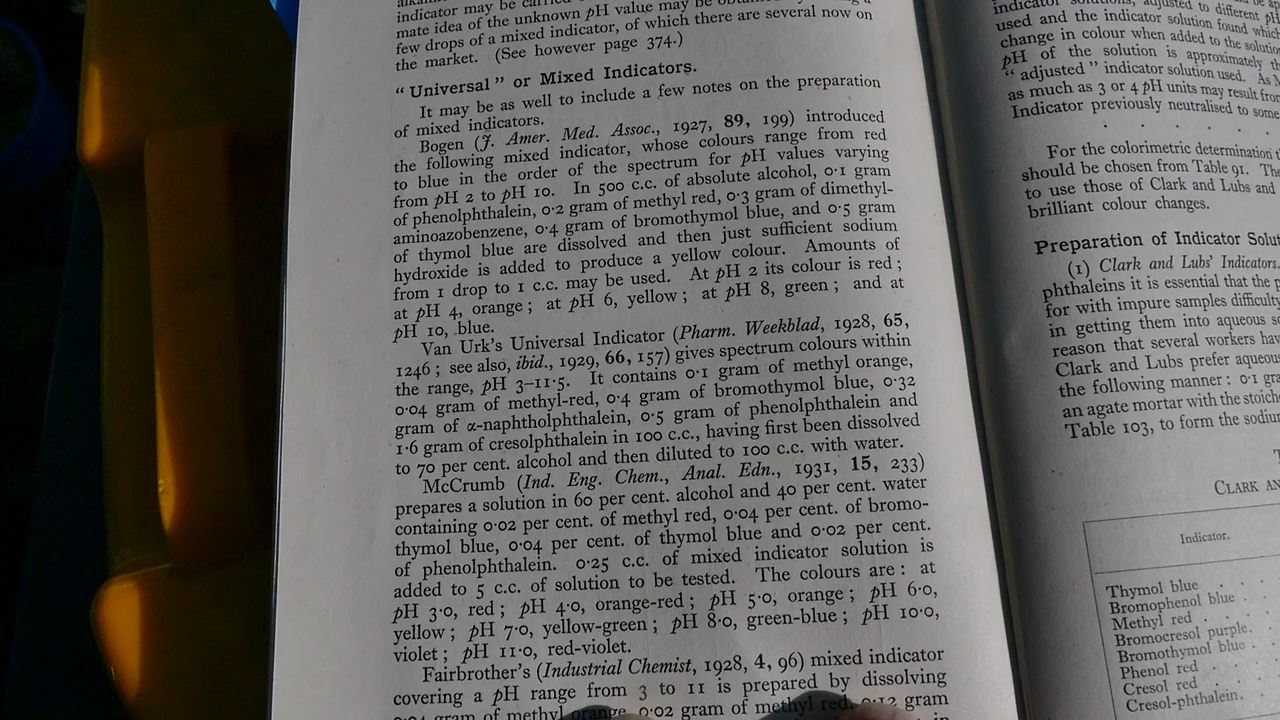 indicator may be
mate idea of the unknown pH value may be
few drops of a mixed indicator, of which there are several now on
the market. (See however page 374.)
“Universal” or Mixed Indicators.
It may be as well to include a few notes on the preparation
of mixed indicators.
Bogen (J. Amer. Med. Assoc., 1927, 89, 199) introduced
the following mixed indicator, whose colours range from red
to blue in the order of the spectrum for pH values varying
from pH 2 to pH 10. In 500 c.c. of absolute alcohol, 0·1 gram
of phenolphthalein, 0·2 gram of methyl red, 0·3 gram of dimethyl-
aminoazobenzene, 0·4 gram of bromothymol blue, and 0·5 gram
of thymol blue are dissolved and then just sufficient sodium
hydroxide is added to produce a yellow colour. Amounts of
from 1 drop to 1 c.c. may be used. At pH 2 its colour is red;
at pH 4, orange; at pH 6, yellow; at pH 8, green; and at
pH 10, blue.
Van Urk's Universal Indicator (Pharm. Weekblad, 1928, 65,
1246; see also, ibid., 1929, 66, 157) gives spectrum colours within
the range, pH 3–11·5. It contains 0·1 gram of methyl orange,
0·04 gram of methyl-red, 0·4 gram of bromothymol blue, 0·32
gram of α-naphtholphthalein, 0·5 gram of phenolphthalein and
1·6 gram of cresolphthalein in 100 c.c., having first been dissolved
to 70 per cent. alcohol and then diluted to 100 c.c. with water.
McCrumb (Ind. Eng. Chem., Anal. Edn., 1931, 15, 233)
prepares a solution in 60 per cent. alcohol and 40 per cent. water
containing 0·02 per cent. of methyl red, 0·04 per cent. of bromo-
thymol blue, 0·04 per cent. of thymol blue and 0·02 per cent.
of phenolphthalein. 0·25 c.c. of mixed indicator solution is
added to 5 c.c. of solution to be tested. The colours are: at
pH 3·0, red; pH 4·0, orange-red; pH 5·0, orange; pH 6·0,
yellow; pH 7·0, yellow-green; pH 8·0, green-blue; pH 10·0,
violet; pH 11·0, red-violet.
Fairbrother's (Industrial Chemist, 1928, 4, 96) mixed indicator
covering a pH range from 3 to 11 is prepared by dissolving
gram of methyl orange, 0·02 gram of methyl red, 0·12 gram
in
indicator solutions, adjusted to different pH
used and the indicator solution found which
change in colour when added to the solution
pH of the solution is approximately
“adjusted” indicator solution used. As
as much as 3 or 4 pH units may result from
Indicator previously neutralised to some
For the colorimetric determination
should be chosen from Table 91. The
to use those of Clark and Lubs and
brilliant colour changes.
Preparation of Indicator
(1) Clark and Lubs' Indicators.
phthaleins it is essential that the
for with impure samples
in getting them into aqueous
reason that several workers
Clark and Lubs prefer
the following manner: 0·1
an agate mortar with the
Table 103, to form the
CLARK
Indicator.
Thymol blue
Bromophenol blue
Methyl red
Bromocresol purple
Bromothymol blue
Phenol red
Cresol red
Cresol-phthalein.